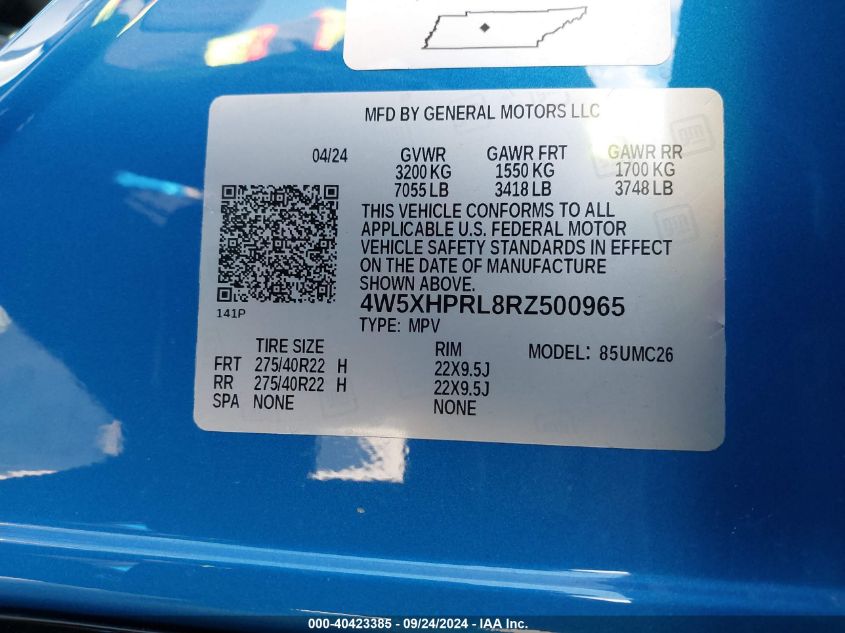 MFD BY GENERAL MOTORS LLC
04/24 GVWR GAWR FRT GAWR RR
3200 KG 1550 KG 1700 KG
7055 LB 3418 LB 3748 LB
THIS VEHICLE CONFORMS TO ALL
APPLICABLE U.S. FEDERAL MOTOR
VEHICLE SAFETY STANDARDS IN EFFECT
ON THE DATE OF MANUFACTURE
SHOWN ABOVE.
4W5XHPRL8RZ500965
141P
TYPE: MPV
TIRE SIZE RIM MODEL: 85UMC26
FRT 275/40R22 H 22X9.5J
RR 275/40R22 H 22X9.5J
SPA NONE NONE
000-40423385 - 09/24/2024 - IAA Inc.